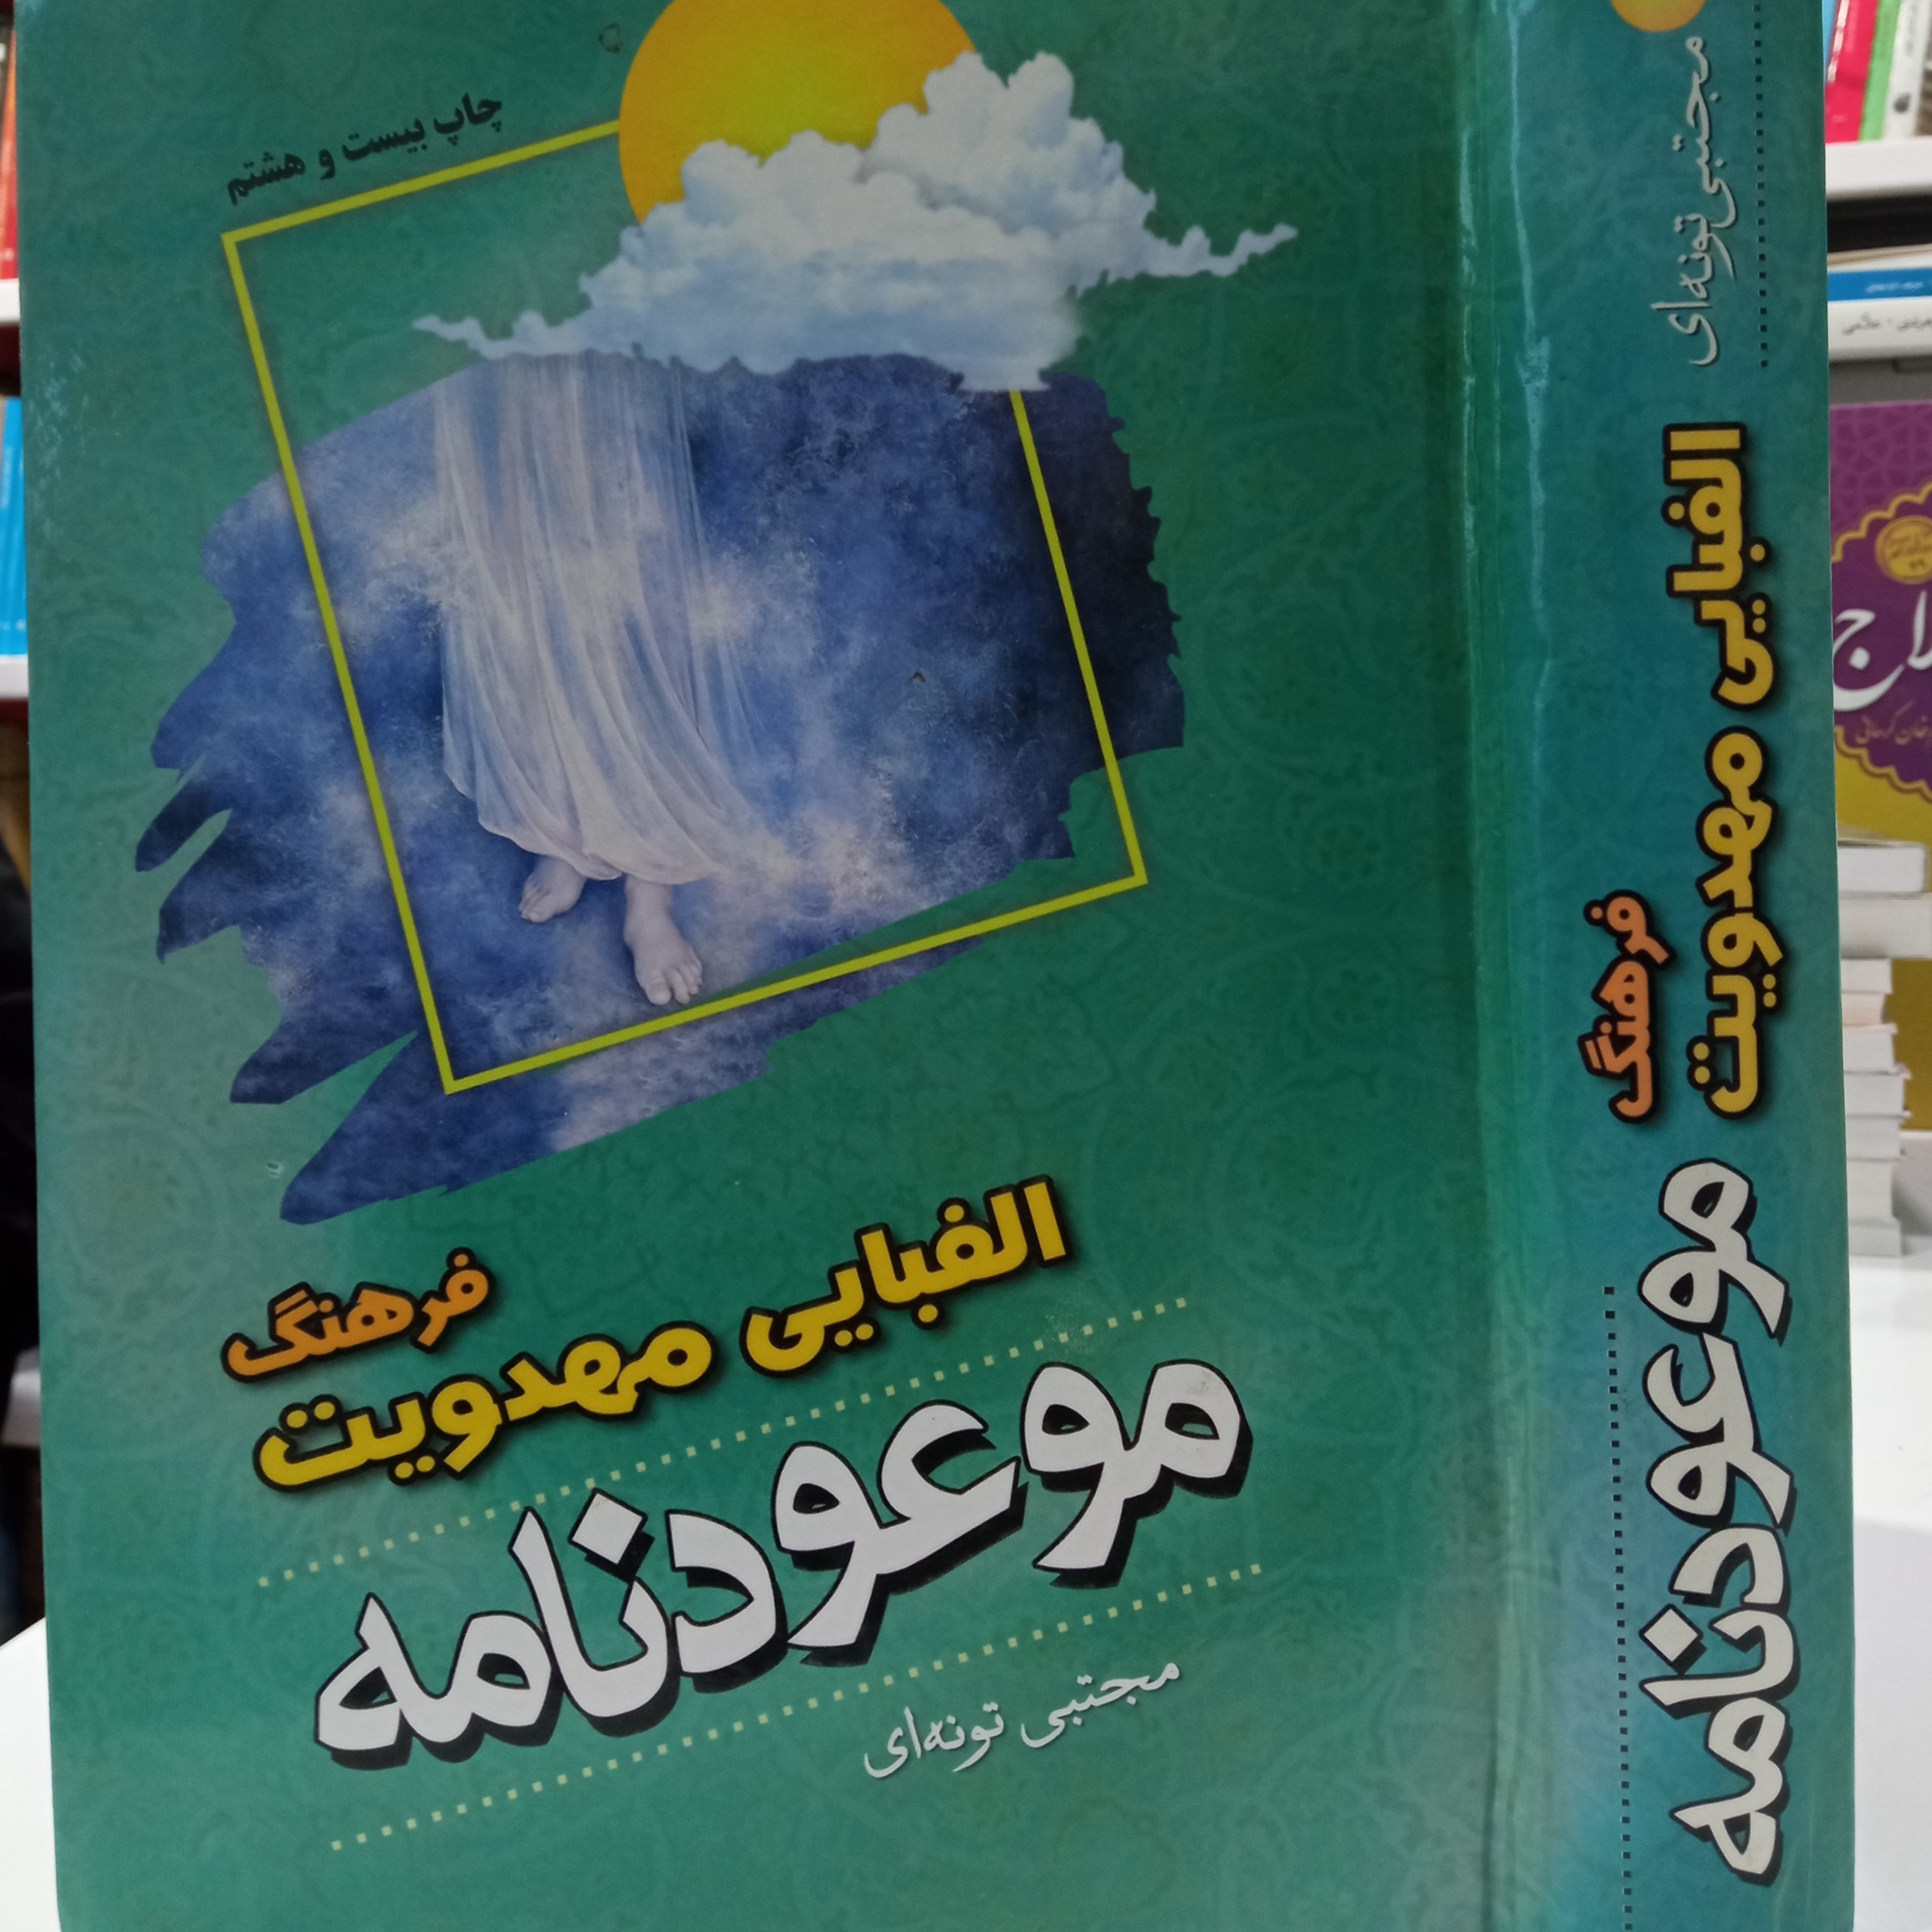 چاپ بیست و هشتم
فرهنگ
الفبایی مهدویت
موعودنامه
مجتبی تونه‌ای
موعودنامه
فرهنگ
الفبایی مهدویت
مجتبی تونه‌ای